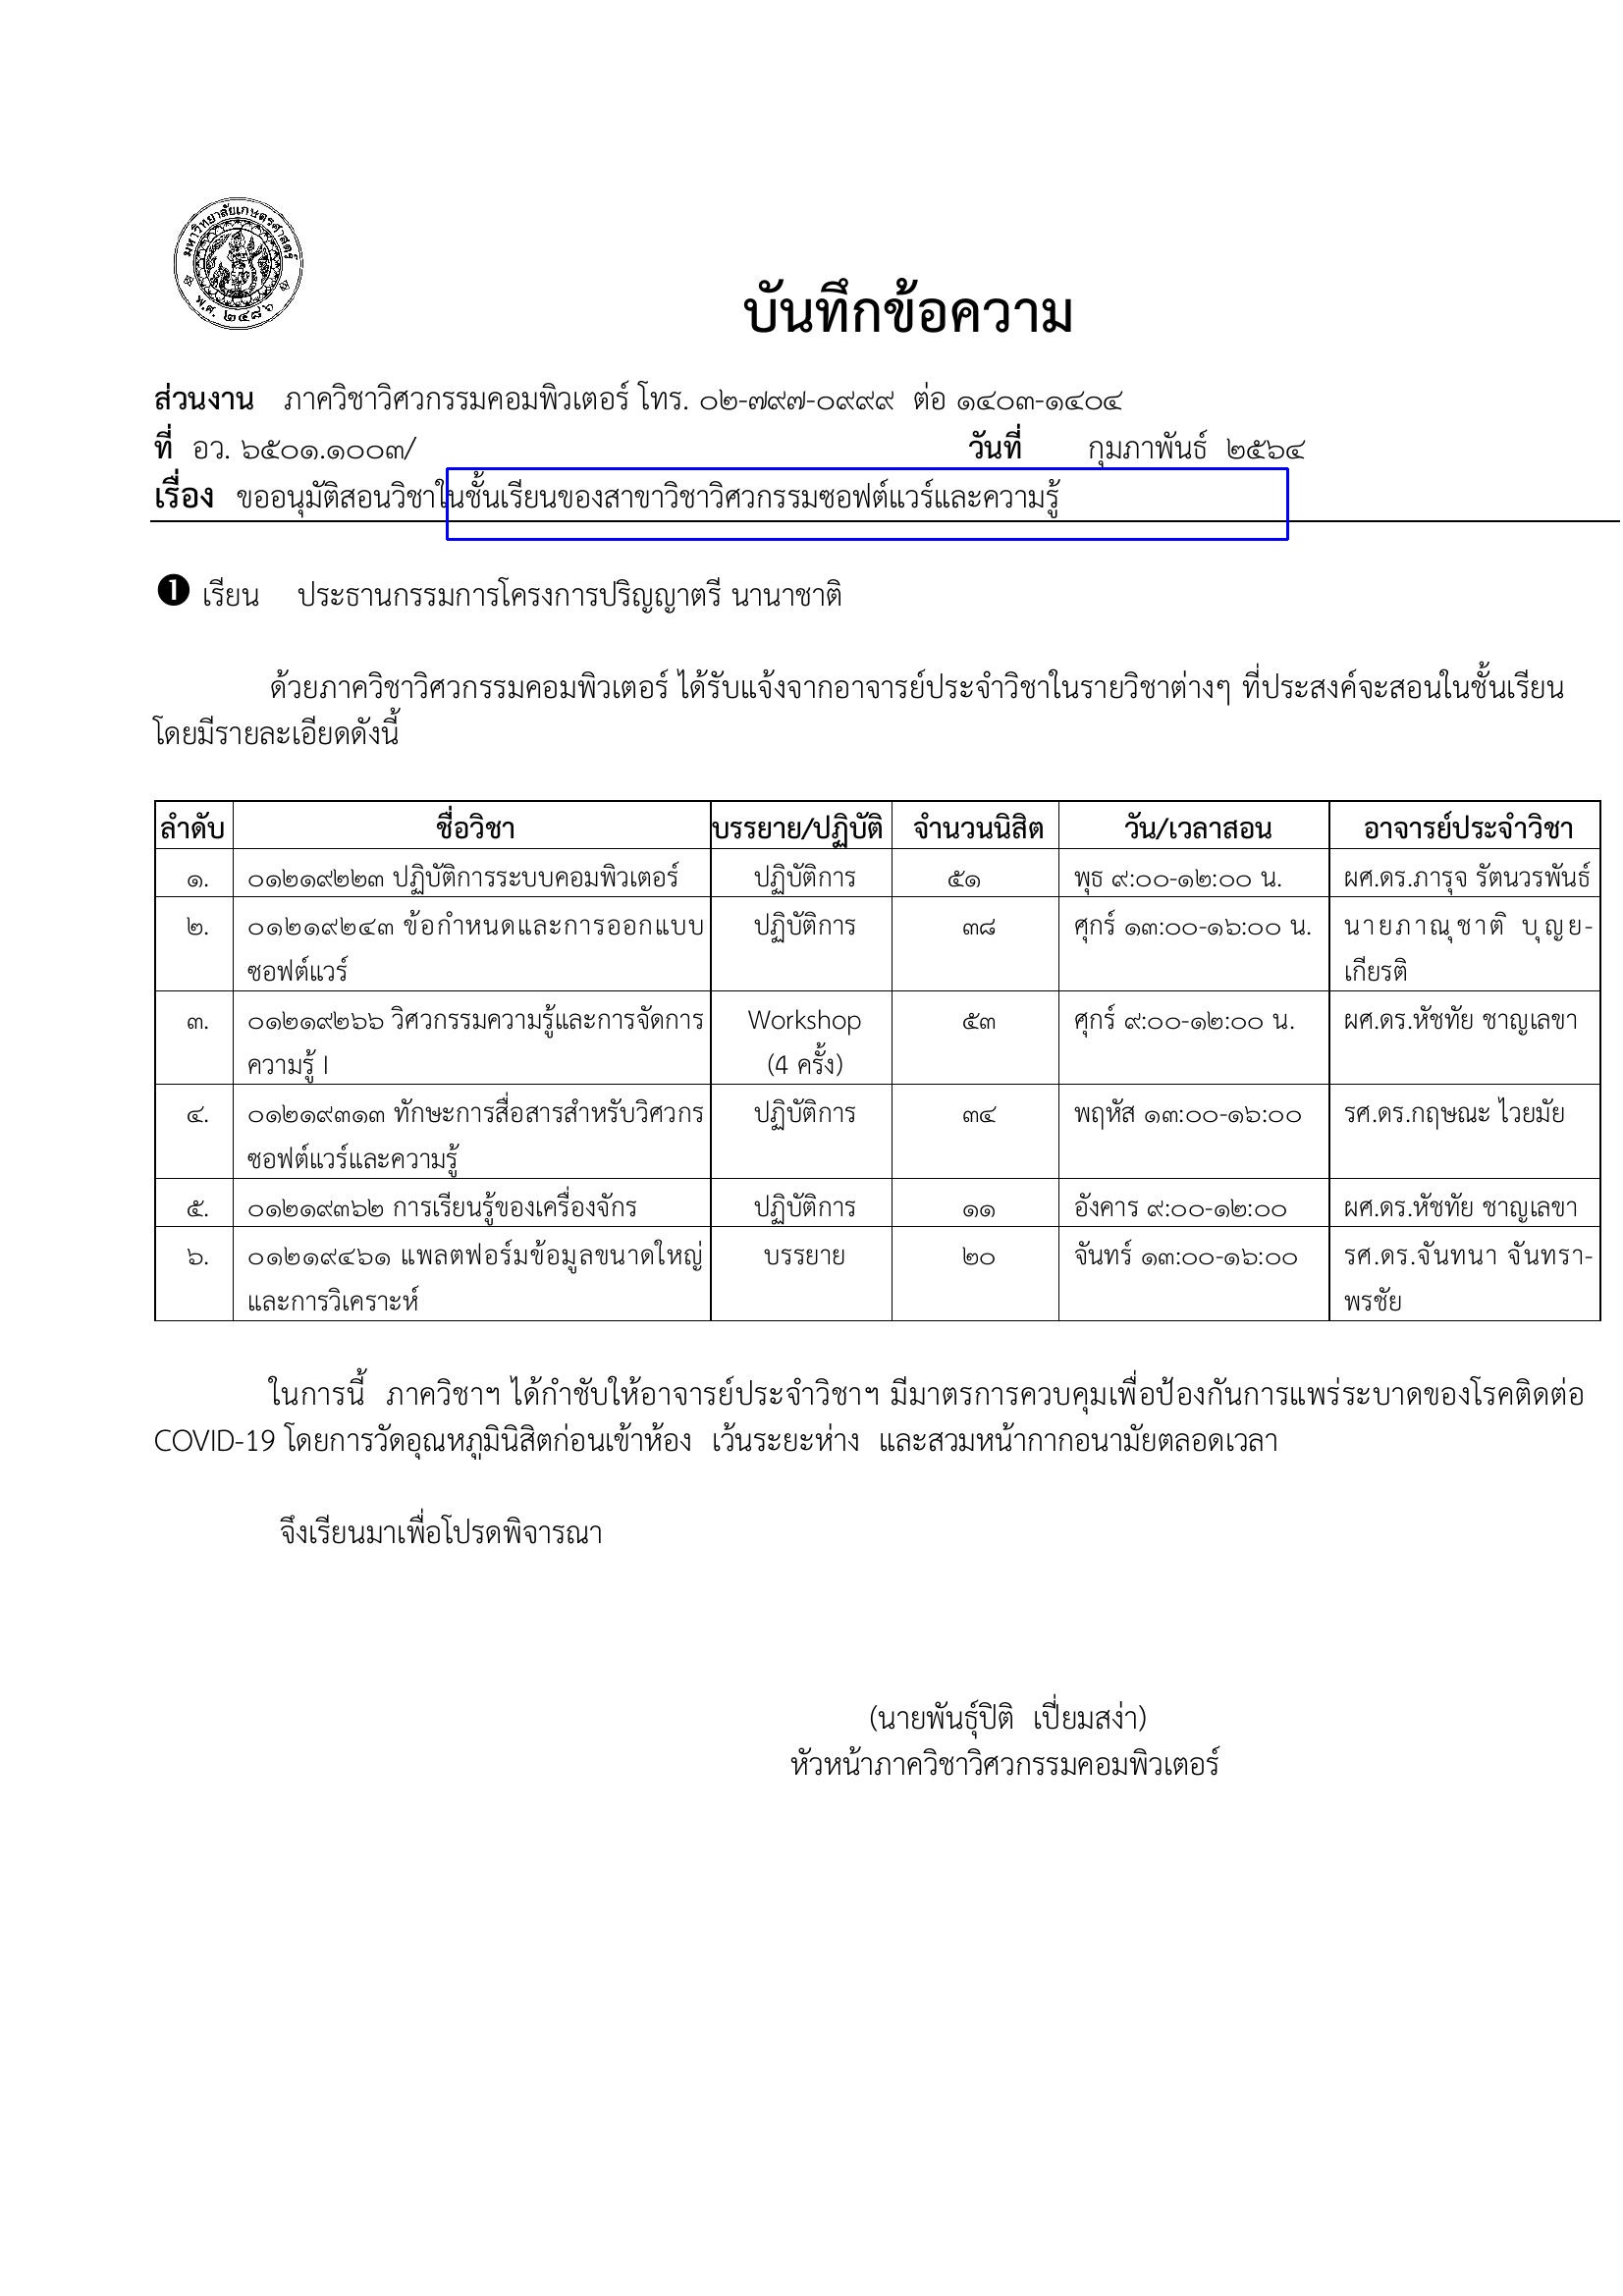 มหาวิทยาลัยเกษตรศาสตร์
พ.ศ. ๒๔๘๖
บันทึกข้อความ
ส่วนงาน ภาควิชาวิศวกรรมคอมพิวเตอร์ โทร. ๐๒-๗๙๗-๐๙๙๙ ต่อ ๑๔๐๓-๑๔๐๔
ที่ อว. ๖๕๐๑.๑๐๐๓/ วันที่ กุมภาพันธ์ ๒๕๖๔
เรื่อง ขออนุมัติสอนวิชาในชั้นเรียนของสาขาวิชาวิศวกรรมซอฟต์แวร์และความรู้
❶ เรียน ประธานกรรมการโครงการปริญญาตรี นานาชาติ
ด้วยภาควิชาวิศวกรรมคอมพิวเตอร์ ได้รับแจ้งจากอาจารย์ประจำวิชาในรายวิชาต่างๆ ที่ประสงค์จะสอนในชั้นเรียน
โดยมีรายละเอียดดังนี้
ลำดับ ชื่อวิชา บรรยาย/ปฏิบัติ จำนวนนิสิต วัน/เวลาสอน อาจารย์ประจำวิชา
๑. ๐๑๒๑๙๒๒๓ ปฏิบัติการระบบคอมพิวเตอร์ ปฏิบัติการ ๕๑ พุธ ๙:๐๐-๑๒:๐๐ น. ผศ.ดร.ภารุจ รัตนวรพันธ์
๒. ๐๑๒๑๙๒๔๓ ข้อกำหนดและการออกแบบ ปฏิบัติการ ๓๘ ศุกร์ ๑๓:๐๐-๑๖:๐๐ น. นายภาณุชาติ บุญย-
ซอฟต์แวร์ เกียรติ
๓. ๐๑๒๑๙๒๖๖ วิศวกรรมความรู้และการจัดการ Workshop ๕๓ ศุกร์ ๙:๐๐-๑๒:๐๐ น. ผศ.ดร.หัชทัย ชาญเลขา
ความรู้ I (4 ครั้ง)
๔. ๐๑๒๑๙๓๑๓ ทักษะการสื่อสารสำหรับวิศวกร ปฏิบัติการ ๓๔ พฤหัส ๑๓:๐๐-๑๖:๐๐ รศ.ดร.กฤษณะ ไวยมัย
ซอฟต์แวร์และความรู้
๕. ๐๑๒๑๙๓๖๒ การเรียนรู้ของเครื่องจักร ปฏิบัติการ ๑๑ อังคาร ๙:๐๐-๑๒:๐๐ ผศ.ดร.หัชทัย ชาญเลขา
๖. ๐๑๒๑๙๔๖๑ แพลตฟอร์มข้อมูลขนาดใหญ่ บรรยาย ๒๐ จันทร์ ๑๓:๐๐-๑๖:๐๐ รศ.ดร.จันทนา จันทรา-
และการวิเคราะห์ พรชัย
ในการนี้ ภาควิชาฯ ได้กำชับให้อาจารย์ประจำวิชาฯ มีมาตรการควบคุมเพื่อป้องกันการแพร่ระบาดของโรคติดต่อ
COVID-19 โดยการวัดอุณหภูมินิสิตก่อนเข้าห้อง เว้นระยะห่าง และสวมหน้ากากอนามัยตลอดเวลา
จึงเรียนมาเพื่อโปรดพิจารณา
(นายพันธุ์ปิติ เปี่ยมสง่า)
หัวหน้าภาควิชาวิศวกรรมคอมพิวเตอร์